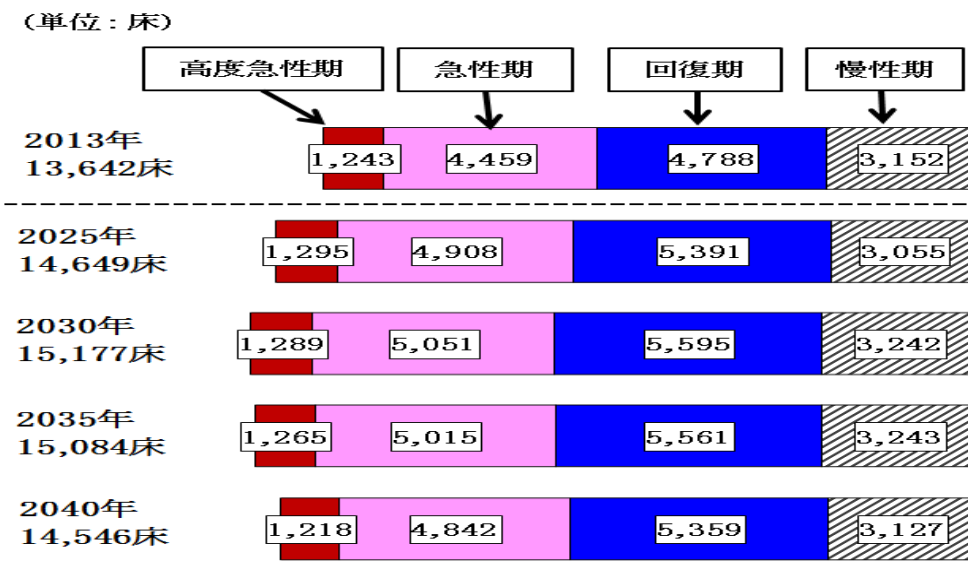 (単位：床)
高度急性期 急性期 回復期 慢性期
2013年
13,642床
1,243 4,459 4,788 3,152
2025年
14,649床
1,295 4,908 5,391 3,055
2030年
15,177床
1,289 5,051 5,595 3,242
2035年
15,084床
1,265 5,015 5,561 3,243
2040年
14,546床
1,218 4,842 5,359 3,127